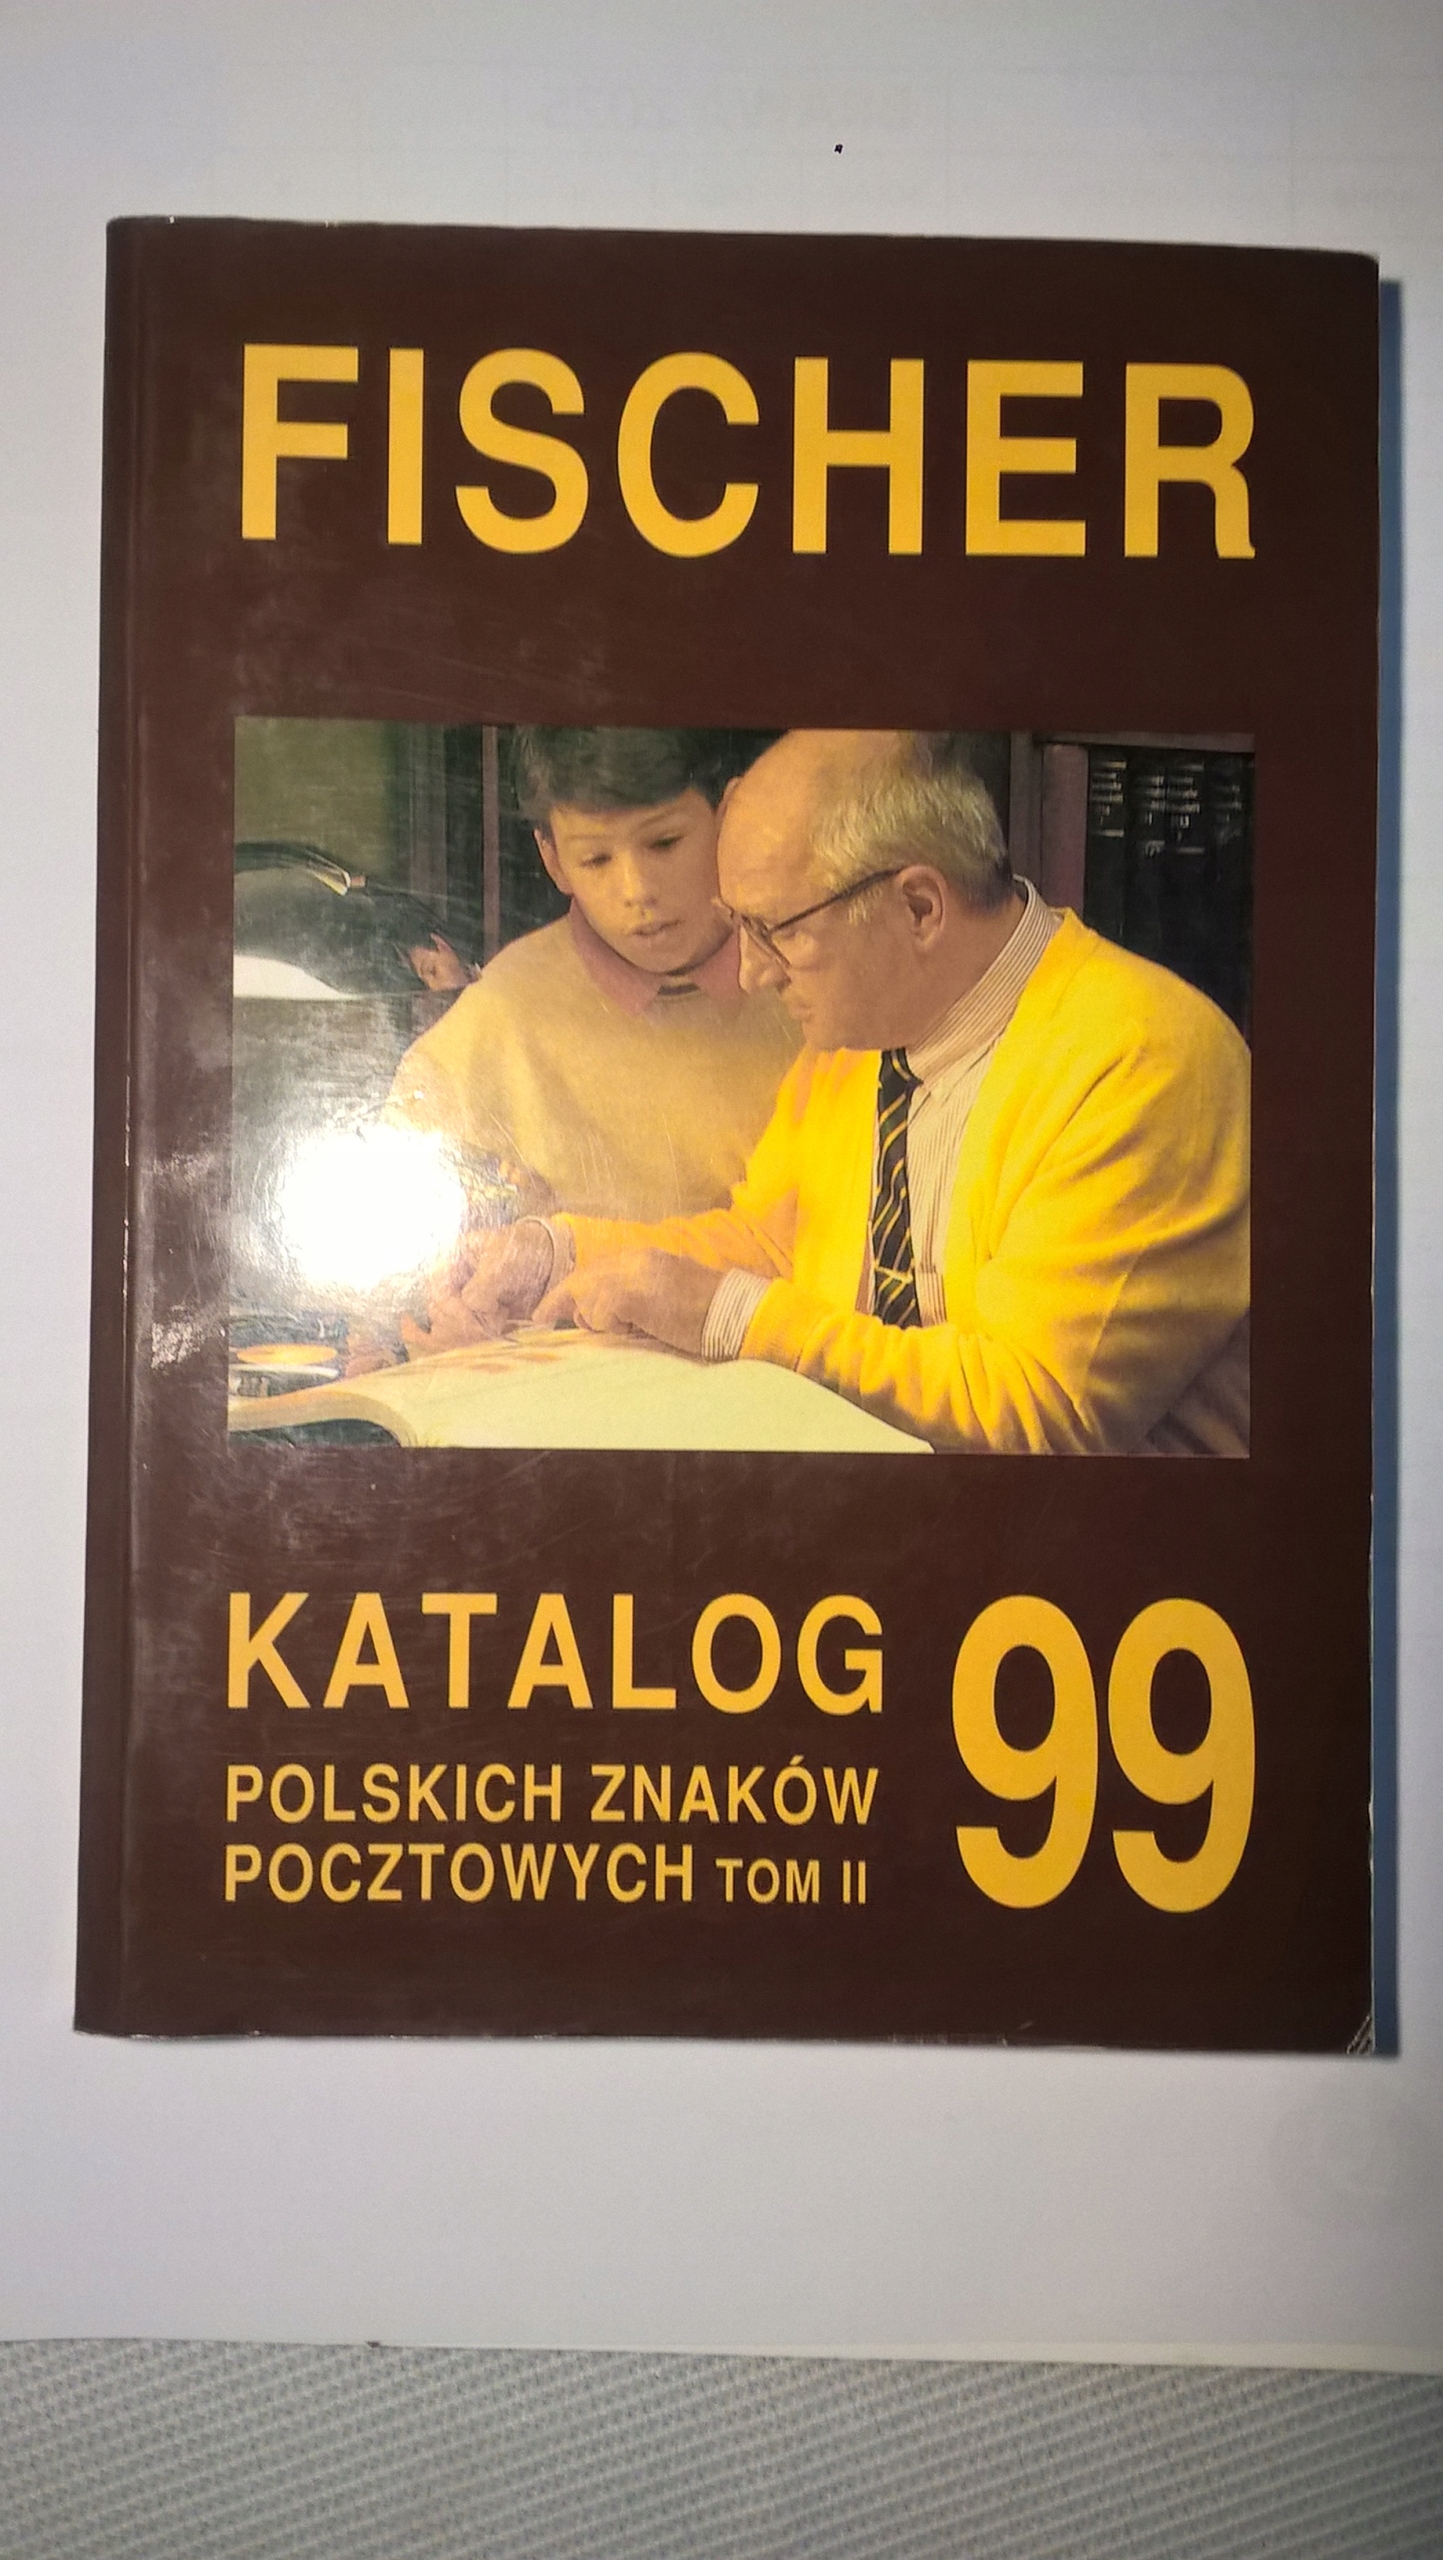 FISCHER
KATALOG 99
POLSKICH ZNAKÓW
POCZTOWYCH TOM II